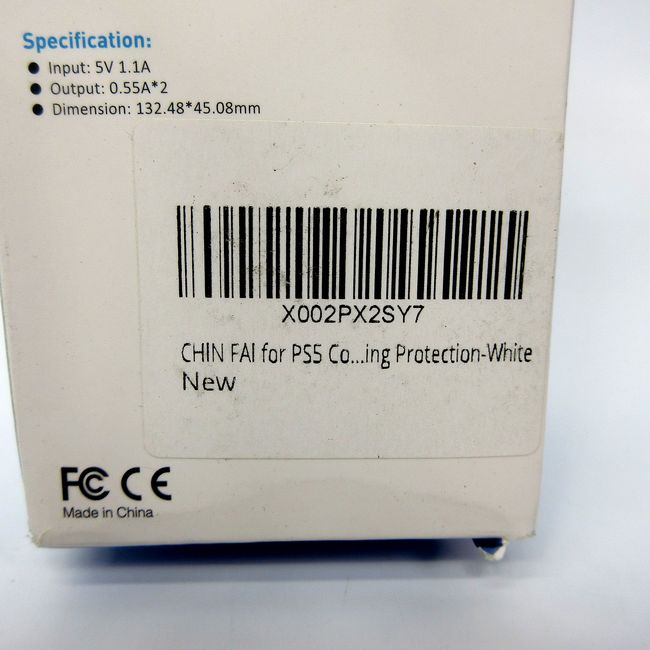 Specification:
● Input: 5V 1.1A
● Output: 0.55A*2
● Dimension: 132.48*45.08mm
X002PX2SY7
CHIN FAI for PS5 Co...ing Protection-White
New
FC CE
Made in China